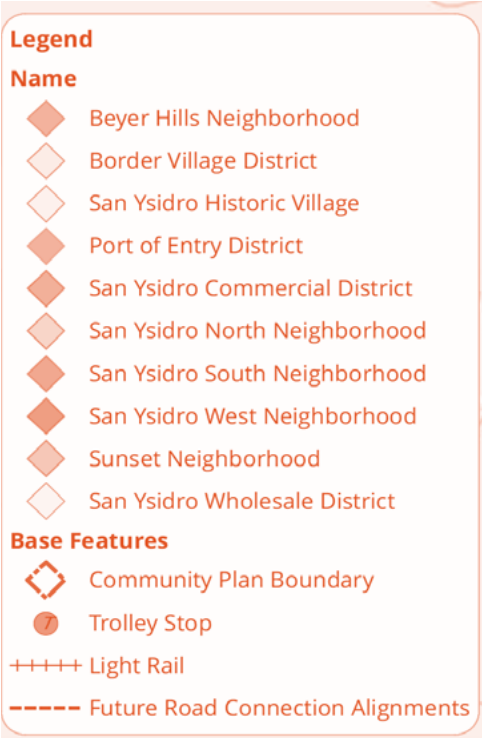 Legend
Name
Beyer Hills Neighborhood
Border Village District
San Ysidro Historic Village
Port of Entry District
San Ysidro Commercial District
San Ysidro North Neighborhood
San Ysidro South Neighborhood
San Ysidro West Neighborhood
Sunset Neighborhood
San Ysidro Wholesale District
Base Features
Community Plan Boundary
T Trolley Stop
Light Rail
Future Road Connection Alignments